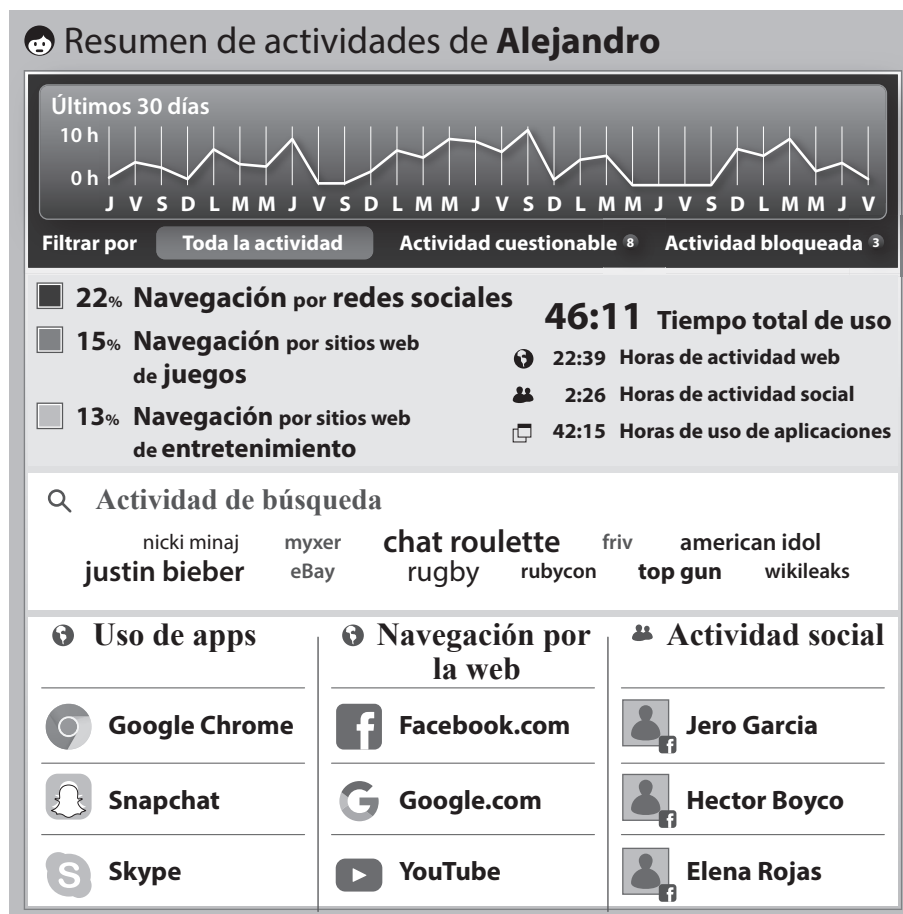 Resumen de actividades de Alejandro
Últimos 30 días
10 h
0 h
J V S D L M M J V S D L M M J V S D L M M J V S D L M M J V
Filtrar por Toda la actividad Actividad cuestionable 8 Actividad bloqueada 3
22% Navegación por redes sociales
15% Navegación por sitios web
de juegos
13% Navegación por sitios web
de entretenimiento
46:11 Tiempo total de uso
22:39 Horas de actividad web
2:26 Horas de actividad social
42:15 Horas de uso de aplicaciones
Actividad de búsqueda
nicki minaj myxer chat roulette friv american idol
justin bieber eBay rugby rubycon top gun wikileaks
Uso de apps
Google Chrome
Snapchat
Skype
Navegación por
la web
Facebook.com
Google.com
YouTube
Actividad social
Jero Garcia
Hector Boyco
Elena Rojas